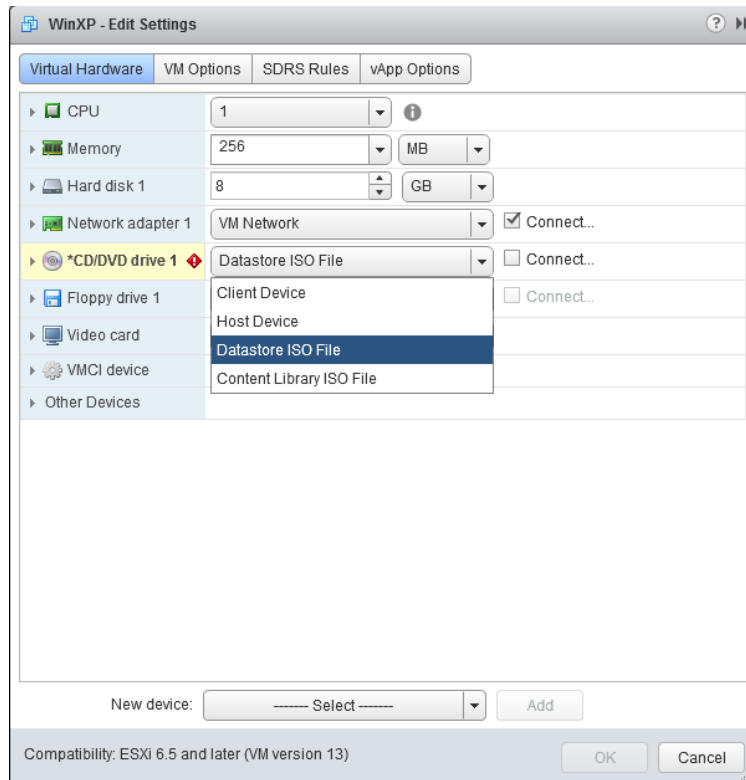 WinXP - Edit Settings ?
Virtual Hardware VM Options SDRS Rules vApp Options
CPU 1
Memory 256 MB
Hard disk 1 8 GB
Network adapter 1 VM Network Connect...
*CD/DVD drive 1 Datastore ISO File Connect...
Floppy drive 1 Client Device Connect...
Host Device
Video card Datastore ISO File
VMCI device Content Library ISO File
Other Devices
New device: ------- Select ------- Add
Compatibility: ESXi 6.5 and later (VM version 13) OK Cancel